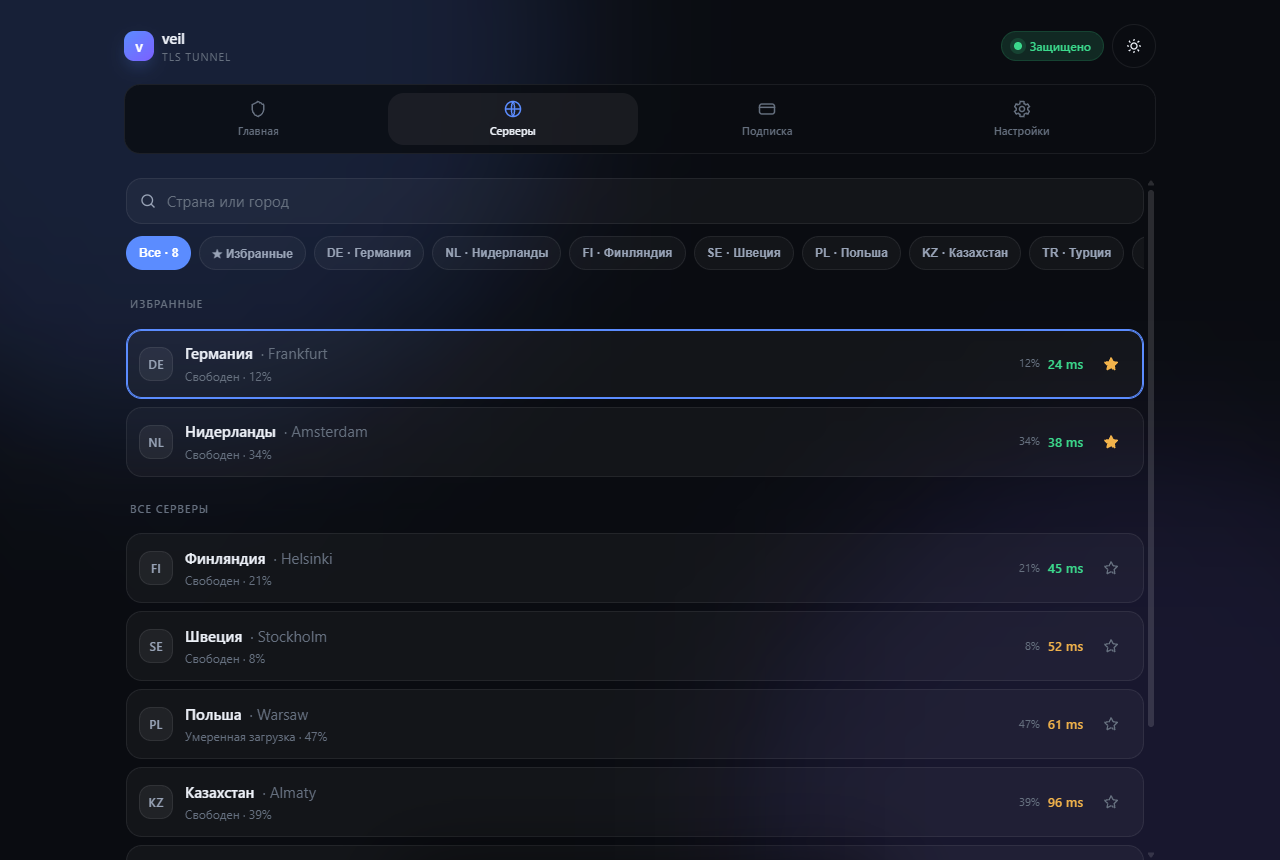 v
veil
TLS TUNNEL
Защищено
Главная
Серверы
Подписка
Настройки
Страна или город
Все · 8
★ Избранные
DE · Германия
NL · Нидерланды
FI · Финляндия
SE · Швеция
PL · Польша
KZ · Казахстан
TR · Турция
ИЗБРАННЫЕ
DE
Германия · Frankfurt
Свободен · 12%
12% 24 ms
NL
Нидерланды · Amsterdam
Свободен · 34%
34% 38 ms
ВСЕ СЕРВЕРЫ
FI
Финляндия · Helsinki
Свободен · 21%
21% 45 ms
SE
Швеция · Stockholm
Свободен · 8%
8% 52 ms
PL
Польша · Warsaw
Умеренная загрузка · 47%
47% 61 ms
KZ
Казахстан · Almaty
Свободен · 39%
39% 96 ms